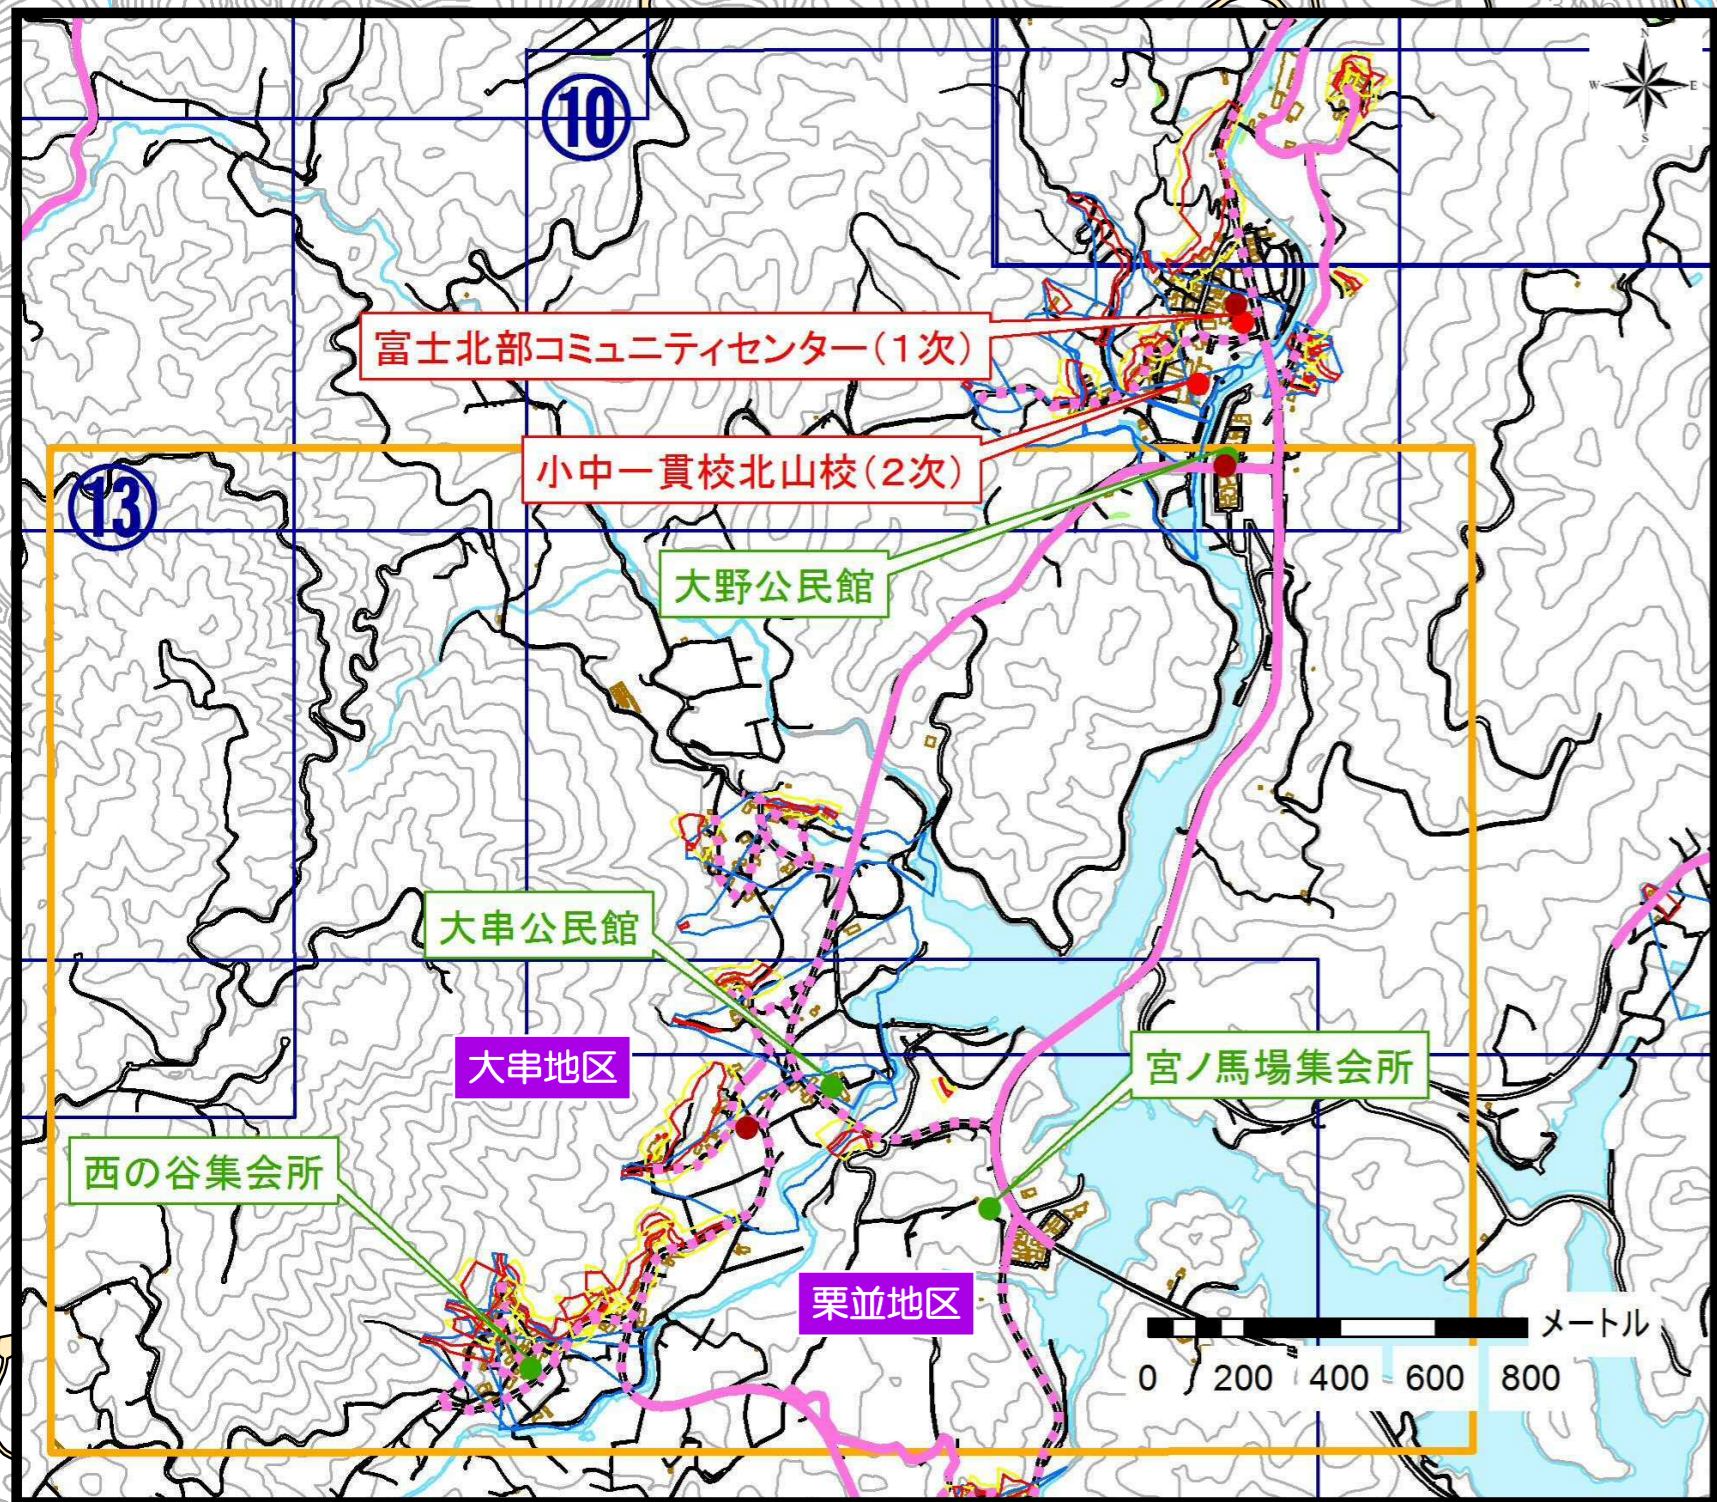 ⑩
N
W
E
S
富士北部コミュニティセンター(1次)
小中一貫校北山校(2次)
⑬
大野公民館
大串公民館
大串地区
宮ノ馬場集会所
西の谷集会所
栗並地区
メートル
0 200 400 600 800